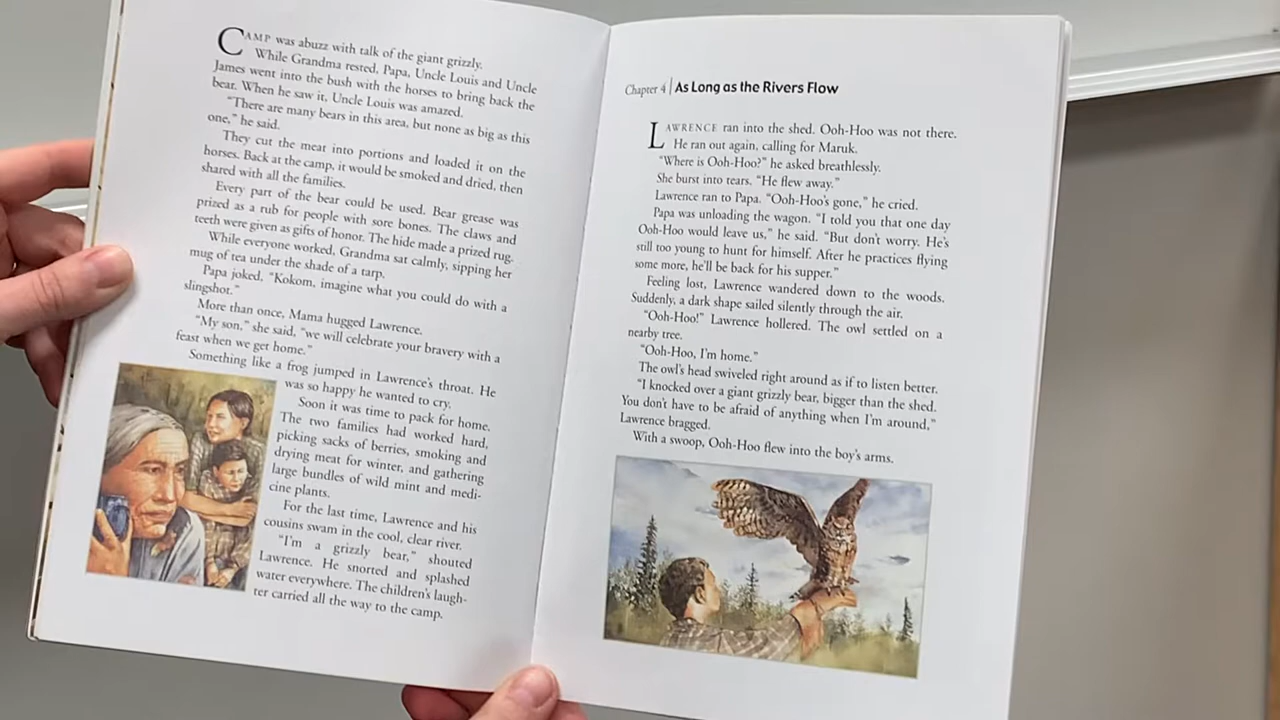 CAMP was abuzz with talk of the giant grizzly.
While Grandma rested, Papa, Uncle Louis and Uncle
James went into the bush with the horses to bring back the
bear. When he saw it, Uncle Louis was amazed.
"There are many bears in this area, but none as big as this
one," he said.
They cut the meat into portions and loaded it on the
horses. Back at the camp, it would be smoked and dried, then
shared with all the families.
Every part of the bear could be used. Bear grease was
prized as a rub for people with sore bones. The claws and
teeth were given as gifts of honor. The hide made a prized rug.
While everyone worked, Grandma sat calmly, sipping her
mug of tea under the shade of a tarp.
Papa joked, "Kokom, imagine what you could do with a
slingshot."
More than once, Mama hugged Lawrence.
"My son," she said, "we will celebrate your bravery with a
feast when we get home."
Something like a frog jumped in Lawrence's throat. He
was so happy he wanted to cry.
Soon it was time to pack for home.
The two families had worked hard,
picking sacks of berries, smoking and
drying meat for winter, and gathering
large bundles of wild mint and medi-
cine plants.
For the last time, Lawrence and his
cousins swam in the cool, clear river.
"I'm a grizzly bear," shouted
Lawrence. He snorted and splashed
water everywhere. The children's laugh-
ter carried all the way to the camp.
Chapter 4 | As Long as the Rivers Flow
LAWRENCE ran into the shed. Ooh-Hoo was not there.
He ran out again, calling for Maruk.
"Where is Ooh-Hoo?" he asked breathlessly.
She burst into tears. "He flew away."
Lawrence ran to Papa. "Ooh-Hoo's gone," he cried.
Papa was unloading the wagon. "I told you that one day
Ooh-Hoo would leave us," he said. "But don't worry. He's
still too young to hunt for himself. After he practices flying
some more, he'll be back for his supper."
Feeling lost, Lawrence wandered down to the woods.
Suddenly, a dark shape sailed silently through the air.
"Ooh-Hoo!" Lawrence hollered. The owl settled on a
nearby tree.
"Ooh-Hoo, I'm home."
The owl's head swiveled right around as if to listen better.
"I knocked over a giant grizzly bear, bigger than the shed.
You don't have to be afraid of anything when I'm around,"
Lawrence bragged.
With a swoop, Ooh-Hoo flew into the boy's arms.